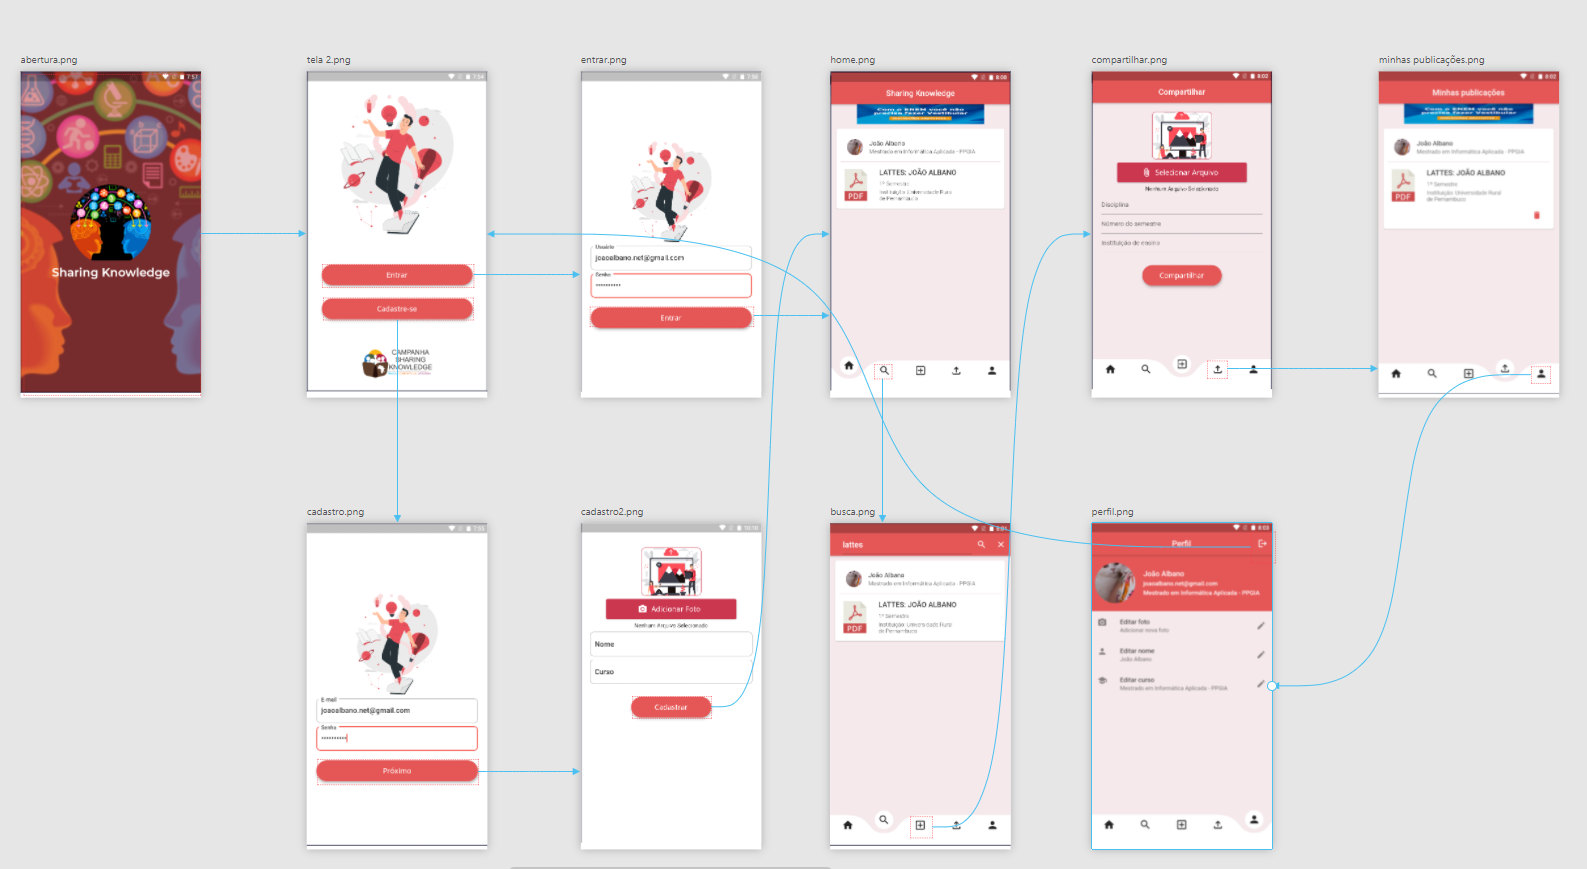 abertura.png
7:57
Sharing Knowledge
tela 2.png
Entrar
Cadastre-se
CAMPANHA
SHARING
KNOWLEDGE
entrar.png
Usuário
joaoalbano.net@gmail.com
Senha
••••••••••
Entrar
home.png
8:00
Sharing Knowledge
Com o ENEM você não
precisa fazer Vestibular
João Albano
Mestrado em Informática Aplicada - PPGIA
LATTES: JOÃO ALBANO
1º Semestre
Instituição: Universidade Rural
de Pernambuco
PDF
compartilhar.png
8:02
Compartilhar
Selecionar Arquivo
Nenhum Arquivo Selecionado
Disciplina
Número do semestre
Instituição de ensino
Compartilhar
minhas publicações.png
8:02
Minhas publicações
Com o ENEM você não
precisa fazer Vestibular
João Albano
Mestrado em Informática Aplicada - PPGIA
LATTES: JOÃO ALBANO
1º Semestre
Instituição: Universidade Rural
de Pernambuco
PDF
cadastro.png
7:55
E-mail
joaoalbano.net@gmail.com
Senha
••••••••••
Próximo
cadastro2.png
Adicionar Foto
Nenhum Arquivo Selecionado
Nome
Curso
Cadastrar
busca.png
lattes
João Albano
Mestrado em Informática Aplicada - PPGIA
LATTES: JOÃO ALBANO
1º Semestre
Instituição: Universidade Rural
de Pernambuco
PDF
perfil.png
8:03
Perfil
João Albano
joaoalbano.net@gmail.com
Mestrado em Informática Aplicada - PPGIA
Editar foto
Adicionar nova foto
Editar nome
João Albano
Editar curso
Mestrado em Informática Aplicada - PPGIA